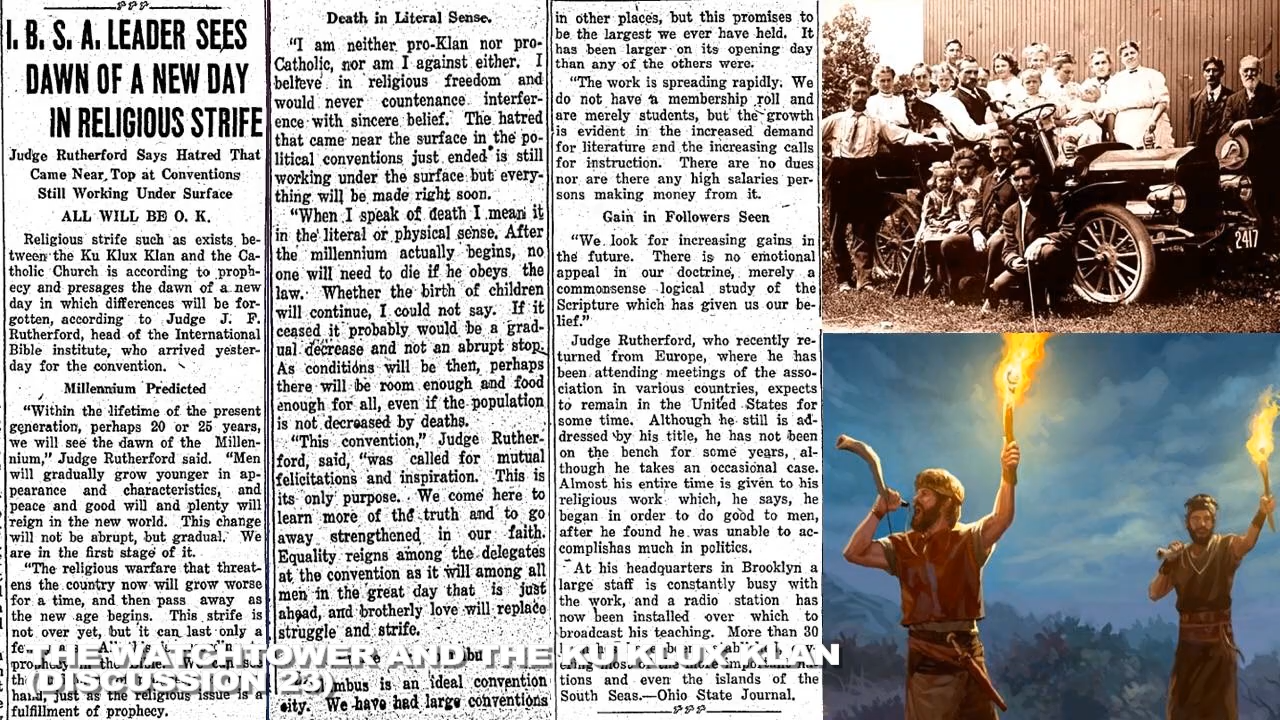 I. B. S. A. LEADER SEES
DAWN OF A NEW DAY
IN RELIGIOUS STRIFE
Judge Rutherford Says Hatred That
Came Near Top at Conventions
Still Working Under Surface
ALL WILL BE O. K.
Religious strife such as exists be-
tween the Ku Klux Klan and the Ca-
tholic Church is according to proph-
ecy and presages the dawn of a new
day in which differences will be for-
gotten, according to Judge J. F.
Rutherford, head of the International
Bible institute, who arrived yester-
day for the convention.
Millennium Predicted
"Within the lifetime of the present
generation, perhaps 20 or 25 years,
we will see the dawn of the Millen-
nium," Judge Rutherford said. "Men
will gradually grow younger in ap-
pearance and characteristics, and
peace and good will and plenty will
reign in the new world. This change
will not be abrupt, but gradual. We
are in the first stage of it.
"The religious warfare that threat-
ens the country now will grow worse
for a time, and then pass away as
the new age begins. This strife is
not over yet, but it can last only a
hand, just as the religious issue is a
fulfillment of prophecy.
Death in Literal Sense.
"I am neither pro-Klan nor pro-
Catholic, nor am I against either. I
believe in religious freedom and
would never countenance interfer-
ence with sincere belief. The hatred
that came near the surface in the po-
litical conventions just ended is still
working under the surface but every-
thing will be made right soon.
"When I speak of death I mean it
in the literal or physical sense. After
the millennium actually begins, no
one will need to die if he obeys the
law. Whether the birth of children
will continue, I could not say. If it
ceased it probably would be a grad-
ual decrease and not an abrupt stop.
As conditions will be then, perhaps
there will be room enough and food
enough for all, even if the population
is not decreased by deaths.
"This convention," Judge Ruther-
ford, said, "was called for mutual
felicitations and inspiration. This is
its only purpose. We come here to
learn more of the truth and to go
away strengthened in our faith.
Equality reigns among the delegates
at the convention as it will among all
men in the great day that is just
ahead, and brotherly love will replace
struggle and strife.
is an ideal convention
city. We have had large conventions
in other places, but this promises to
be the largest we ever have held. It
has been larger on its opening day
than any of the others were.
"The work is spreading rapidly. We
do not have a membership roll and
are merely students, but the growth
is evident in the increased demand
for literature and the increasing calls
for instruction. There are no dues
nor are there any high salaries per-
sons making money from it.
Gain in Followers Seen
"We look for increasing gains in
the future. There is no emotional
appeal in our doctrine, merely a
commonsense logical study of the
Scripture which has given us our be-
lief."
Judge Rutherford, who recently re-
turned from Europe, where he has
been attending meetings of the asso-
ciation in various countries, expects
to remain in the United States for
some time. Although he still is ad-
dressed by his title, he has not been
on the bench for some years, al-
though he takes an occasional case.
Almost his entire time is given to his
religious work which, he says, he
began in order to do good to men,
after he found he was unable to ac-
complishas much in politics.
At his headquarters in Brooklyn a
large staff is constantly busy with
the work, and a radio station has
now been installed over which to
broadcast his teaching. More than 30
tions and even the islands of the
South Seas.—Ohio State Journal.
2417
THE WATCHTOWER AND THE KU KLUX KLAN
(DISCUSSION 23)